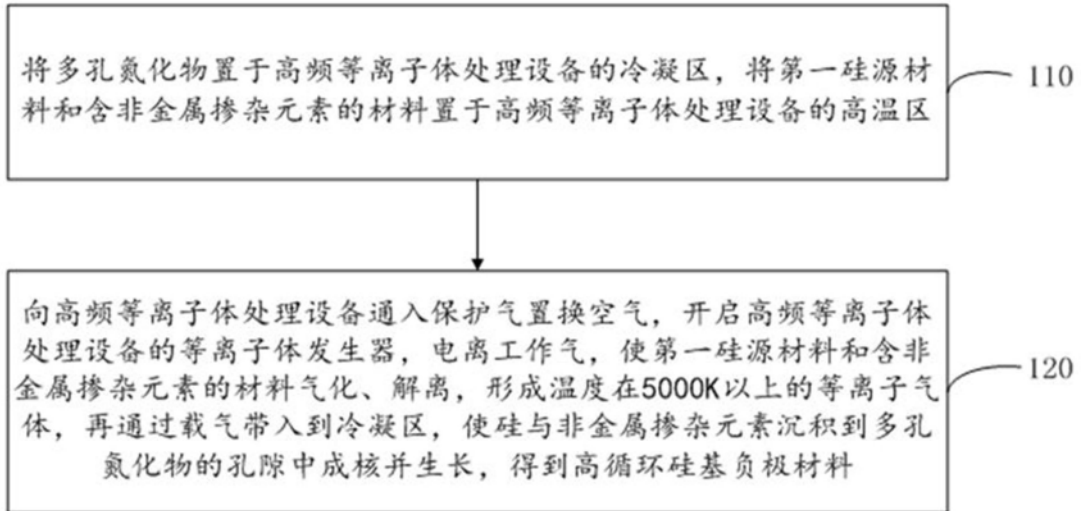 将多孔氮化物置于高频等离子体处理设备的冷凝区，将第一硅源材
料和含非金属掺杂元素的材料置于高频等离子体处理设备的高温区
110
向高频等离子体处理设备通入保护气置换空气，开启高频等离子体
处理设备的等离子体发生器，电离工作气，使第一硅源材料和含非
金属掺杂元素的材料气化、解离，形成温度在5000K以上的等离子气
体，再通过载气带入到冷凝区，使硅与非金属掺杂元素沉积到多孔
氮化物的孔隙中成核并生长，得到高循环硅基负极材料
120